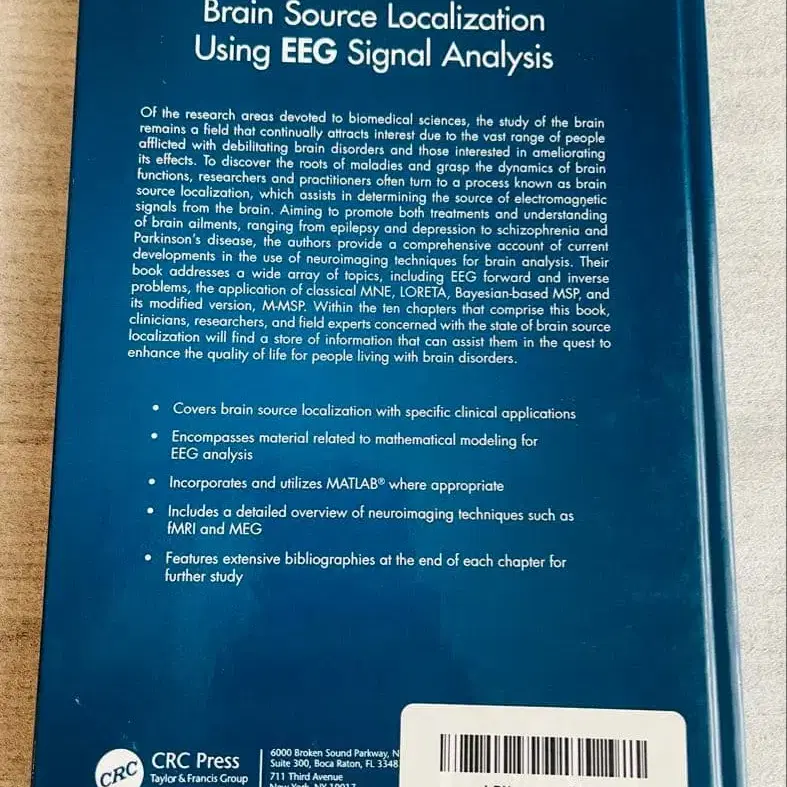 Brain Source Localization
Using EEG Signal Analysis
Of the research areas devoted to biomedical sciences, the study of the brain
remains a field that continually attracts interest due to the vast range of people
afflicted with debilitating brain disorders and those interested in ameliorating
its effects. To discover the roots of maladies and grasp the dynamics of brain
functions, researchers and practitioners often turn to a process known as brain
source localization, which assists in determining the source of electromagnetic
signals from the brain. Aiming to promote both treatments and understanding
of brain ailments, ranging from epilepsy and depression to schizophrenia and
Parkinson's disease, the authors provide a comprehensive account of current
developments in the use of neuroimaging techniques for brain analysis. Their
book addresses a wide array of topics, including EEG forward and inverse
problems, the application of classical MNE, LORETA, Bayesian-based MSP, and
its modified version, M-MSP. Within the ten chapters that comprise this book,
clinicians, researchers, and field experts concerned with the state of brain source
localization will find a store of information that can assist them in the quest to
enhance the quality of life for people living with brain disorders.
• Covers brain source localization with specific clinical applications
• Encompasses material related to mathematical modeling for
EEG analysis
• Incorporates and utilizes MATLAB® where appropriate
• Includes a detailed overview of neuroimaging techniques such as
fMRI and MEG
• Features extensive bibliographies at the end of each chapter for
further study
CRC
CRC Press
Taylor & Francis Group
6000 Broken Sound Parkway, N
Suite 300, Boca Raton, FL 3348
711 Third Avenue
New York, NY 10017